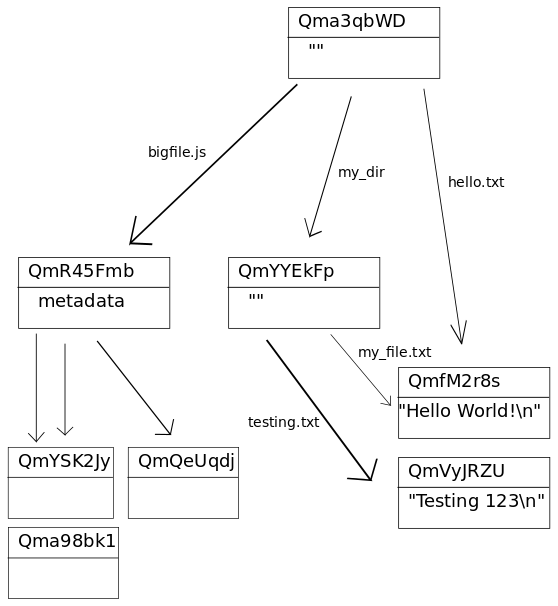 Qma3qbWD
""
bigfile.js
my_dir
hello.txt
QmR45Fmb
metadata
QmYYEkFp
""
my_file.txt
QmfM2r8s
"Hello World!\n"
testing.txt
QmYSK2Jy
QmQeUqdj
QmVyJRZU
"Testing 123\n"
Qma98bk1